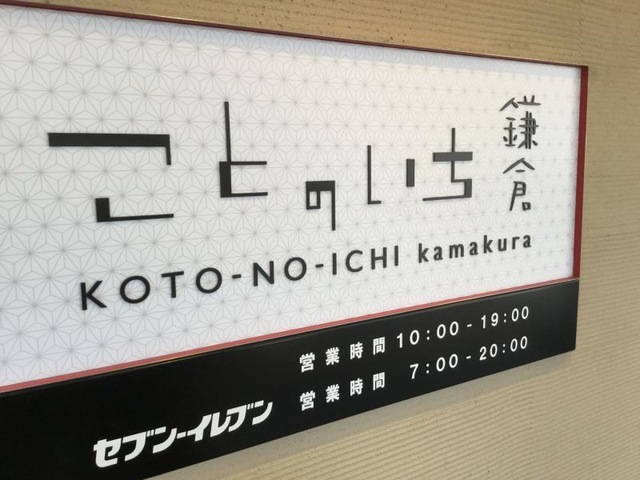 ことのいち 鎌倉
KOTO-NO-ICHI kamakura
営業時間 10:00-19:00
セブン-イレブン 営業時間 7:00-20:00